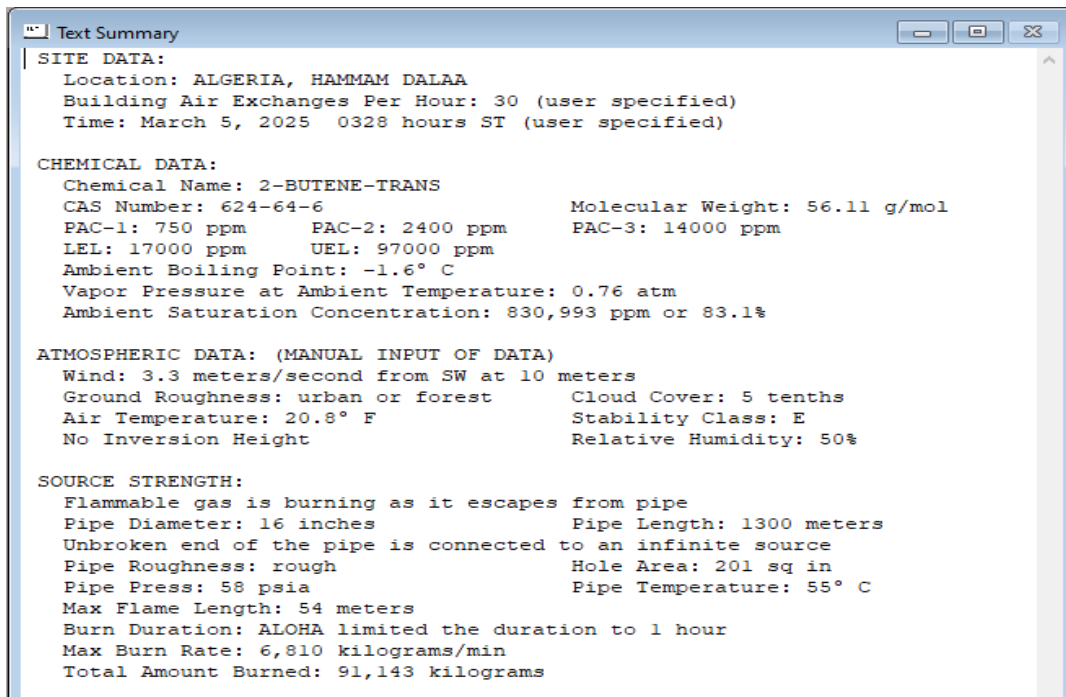 Text Summary
SITE DATA:
Location: ALGERIA, HAMMAM DALAA
Building Air Exchanges Per Hour: 30 (user specified)
Time: March 5, 2025 0328 hours ST (user specified)
CHEMICAL DATA:
Chemical Name: 2-BUTENE-TRANS
CAS Number: 624-64-6 Molecular Weight: 56.11 g/mol
PAC-1: 750 ppm PAC-2: 2400 ppm PAC-3: 14000 ppm
LEL: 17000 ppm UEL: 97000 ppm
Ambient Boiling Point: -1.6° C
Vapor Pressure at Ambient Temperature: 0.76 atm
Ambient Saturation Concentration: 830,993 ppm or 83.1%
ATMOSPHERIC DATA: (MANUAL INPUT OF DATA)
Wind: 3.3 meters/second from SW at 10 meters
Ground Roughness: urban or forest Cloud Cover: 5 tenths
Air Temperature: 20.8° F Stability Class: E
No Inversion Height Relative Humidity: 50%
SOURCE STRENGTH:
Flammable gas is burning as it escapes from pipe
Pipe Diameter: 16 inches Pipe Length: 1300 meters
Unbroken end of the pipe is connected to an infinite source
Pipe Roughness: rough Hole Area: 201 sq in
Pipe Press: 58 psia Pipe Temperature: 55° C
Max Flame Length: 54 meters
Burn Duration: ALOHA limited the duration to 1 hour
Max Burn Rate: 6,810 kilograms/min
Total Amount Burned: 91,143 kilograms